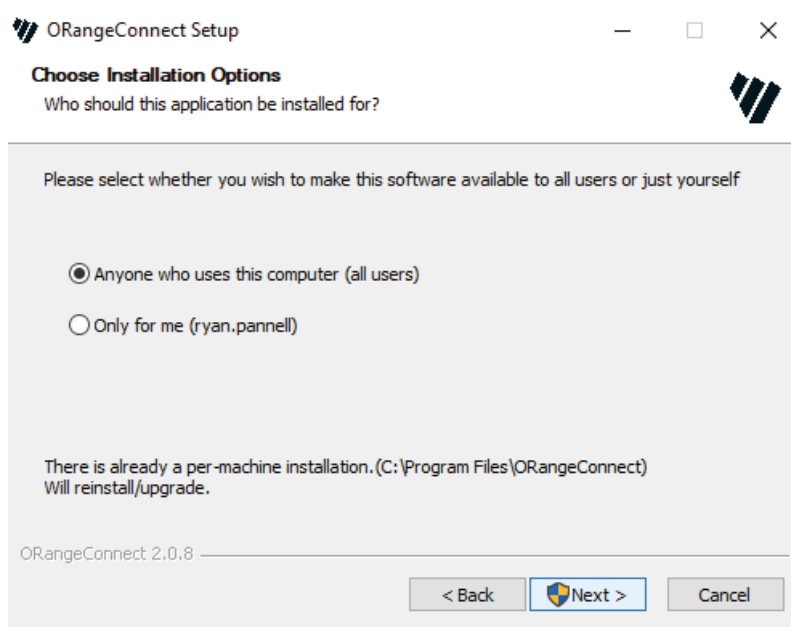 ORangeConnect Setup
Choose Installation Options
Who should this application be installed for?
Please select whether you wish to make this software available to all users or just yourself
Anyone who uses this computer (all users)
Only for me (ryan.pannell)
There is already a per-machine installation.(C:\Program Files\ORangeConnect)
Will reinstall/upgrade.
ORangeConnect 2.0.8
< Back Next > Cancel